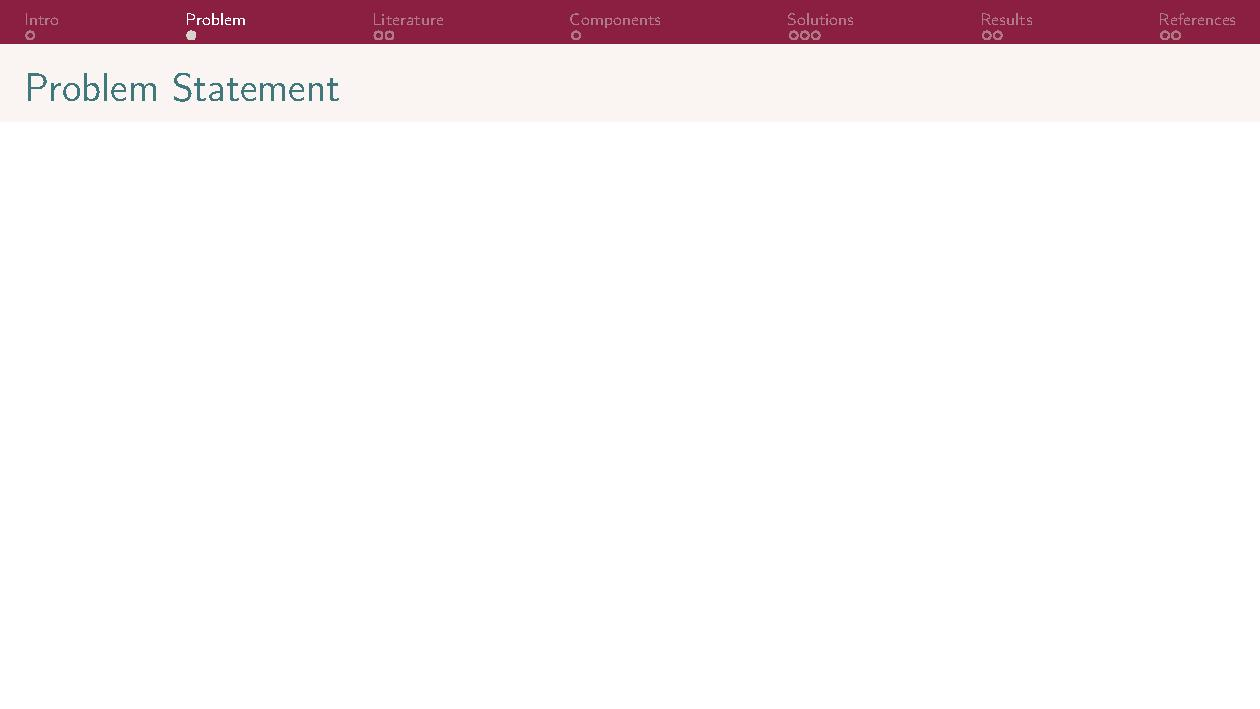 Intro Problem Literature Components Solutions Results References
Problem Statement